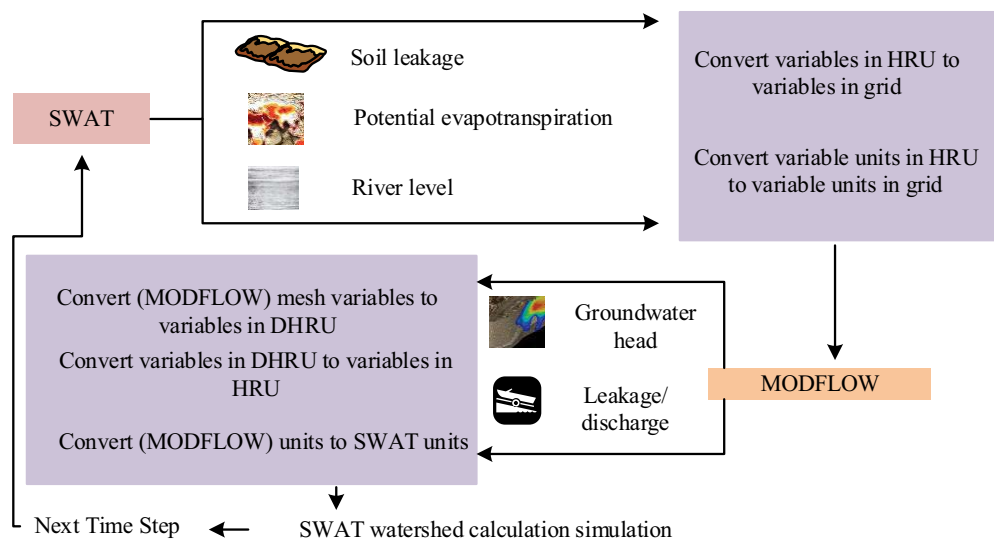 SWAT
Soil leakage
Potential evapotranspiration
River level
Convert variables in HRU to
variables in grid
Convert variable units in HRU
to variable units in grid
MODFLOW
Groundwater
head
Leakage/
discharge
Convert (MODFLOW) mesh variables to
variables in DHRU
Convert variables in DHRU to variables in
HRU
Convert (MODFLOW) units to SWAT units
SWAT watershed calculation simulation
Next Time Step